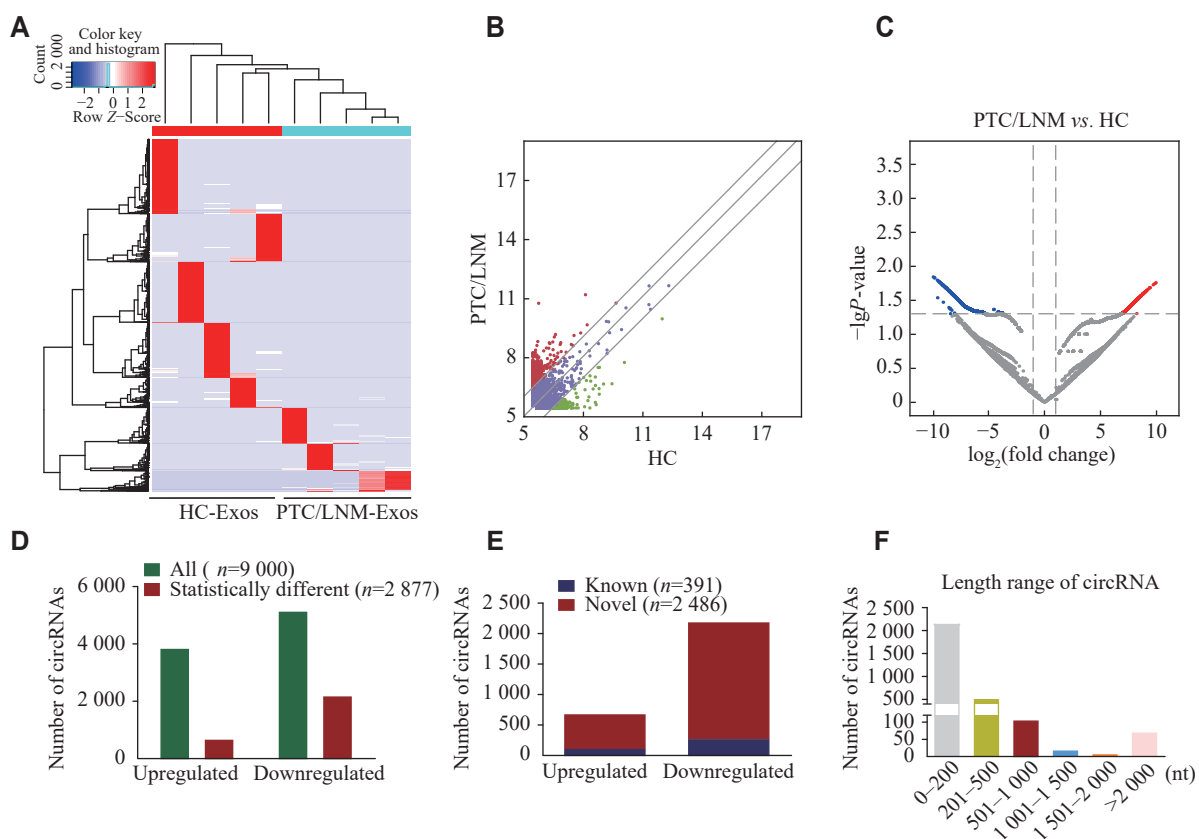 A
Color key
and histogram
Count
0 2 000
−2 0 1 2
Row Z−Score
HC-Exos PTC/LNM-Exos
B
PTC/LNM
17
14
11
8
5
5 8 11 14 17
HC
C
PTC/LNM vs. HC
−lgP-value
3.5
3.0
2.5
2.0
1.5
1.0
0.5
0
−10 −5 0 5 10
log2(fold change)
D
All ( n=9 000)
Statistically different (n=2 877)
Number of circRNAs
6 000
4 000
2 000
0
Upregulated Downregulated
E
Known (n=391)
Novel (n=2 486)
Number of circRNAs
2 500
2 000
1 500
1 000
500
0
Upregulated Downregulated
F
Length range of circRNA
Number of circRNAs
2 500
1 500
500
100
50
0
0–200
201–500
501–1 000
1 001–1 500
1 501–2 000
>2 000
(nt)